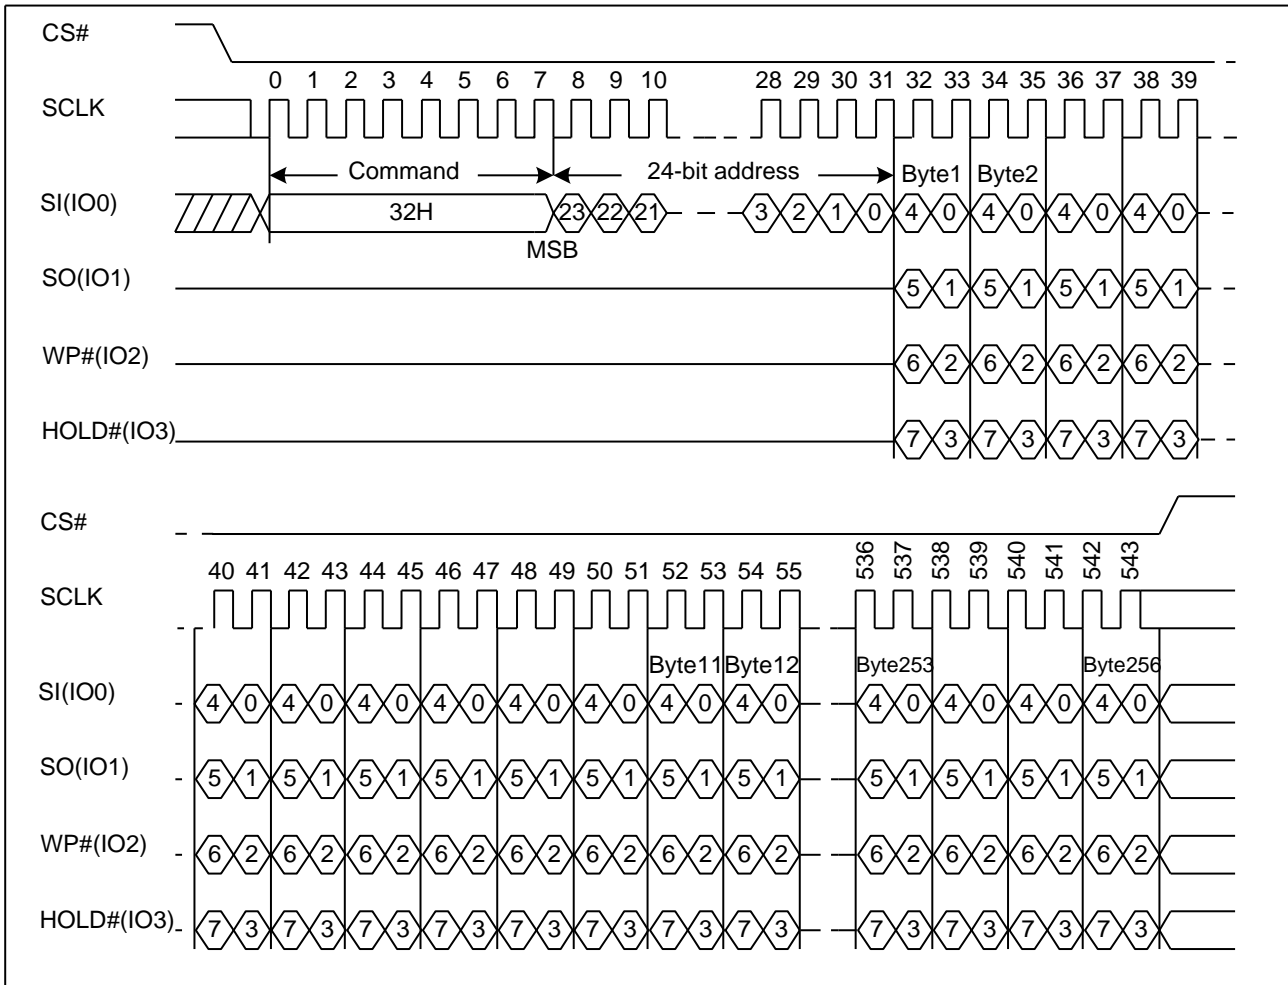 CS#
0 1 2 3 4 5 6 7 8 9 10 28 29 30 31 32 33 34 35 36 37 38 39
SCLK
Command 24-bit address Byte1 Byte2
SI(IO0) 32H 23 22 21 3 2 1 0 4 0 4 0 4 0 4 0
MSB
SO(IO1) 5 1 5 1 5 1 5 1
WP#(IO2) 6 2 6 2 6 2 6 2
HOLD#(IO3) 7 3 7 3 7 3 7 3
CS#
40 41 42 43 44 45 46 47 48 49 50 51 52 53 54 55 536 537 538 539 540 541 542 543
SCLK
Byte11 Byte12 Byte253 Byte256
SI(IO0) 4 0 4 0 4 0 4 0 4 0 4 0 4 0 4 0 4 0 4 0 4 0 4 0
SO(IO1) 5 1 5 1 5 1 5 1 5 1 5 1 5 1 5 1 5 1 5 1 5 1 5 1
WP#(IO2) 6 2 6 2 6 2 6 2 6 2 6 2 6 2 6 2 6 2 6 2 6 2 6 2
HOLD#(IO3) 7 3 7 3 7 3 7 3 7 3 7 3 7 3 7 3 7 3 7 3 7 3 7 3